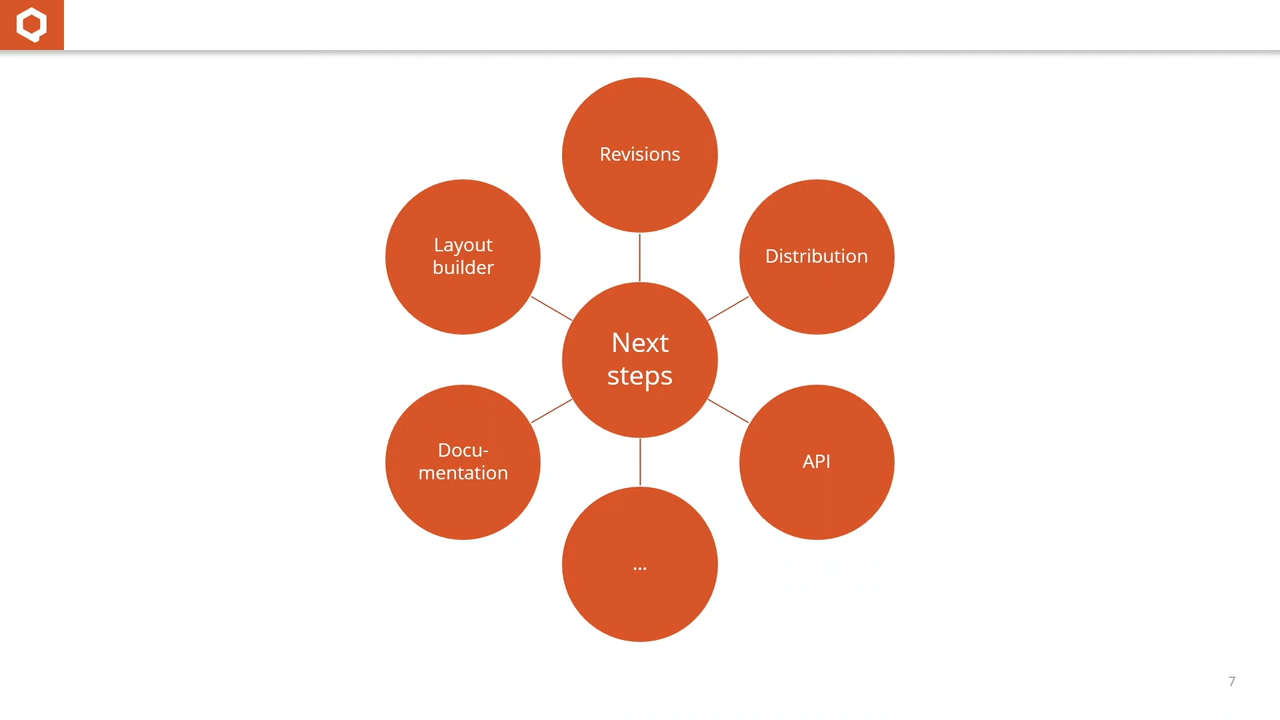 Revisions
Layout
builder
Distribution
Next
steps
Docu-
mentation
API
...
7